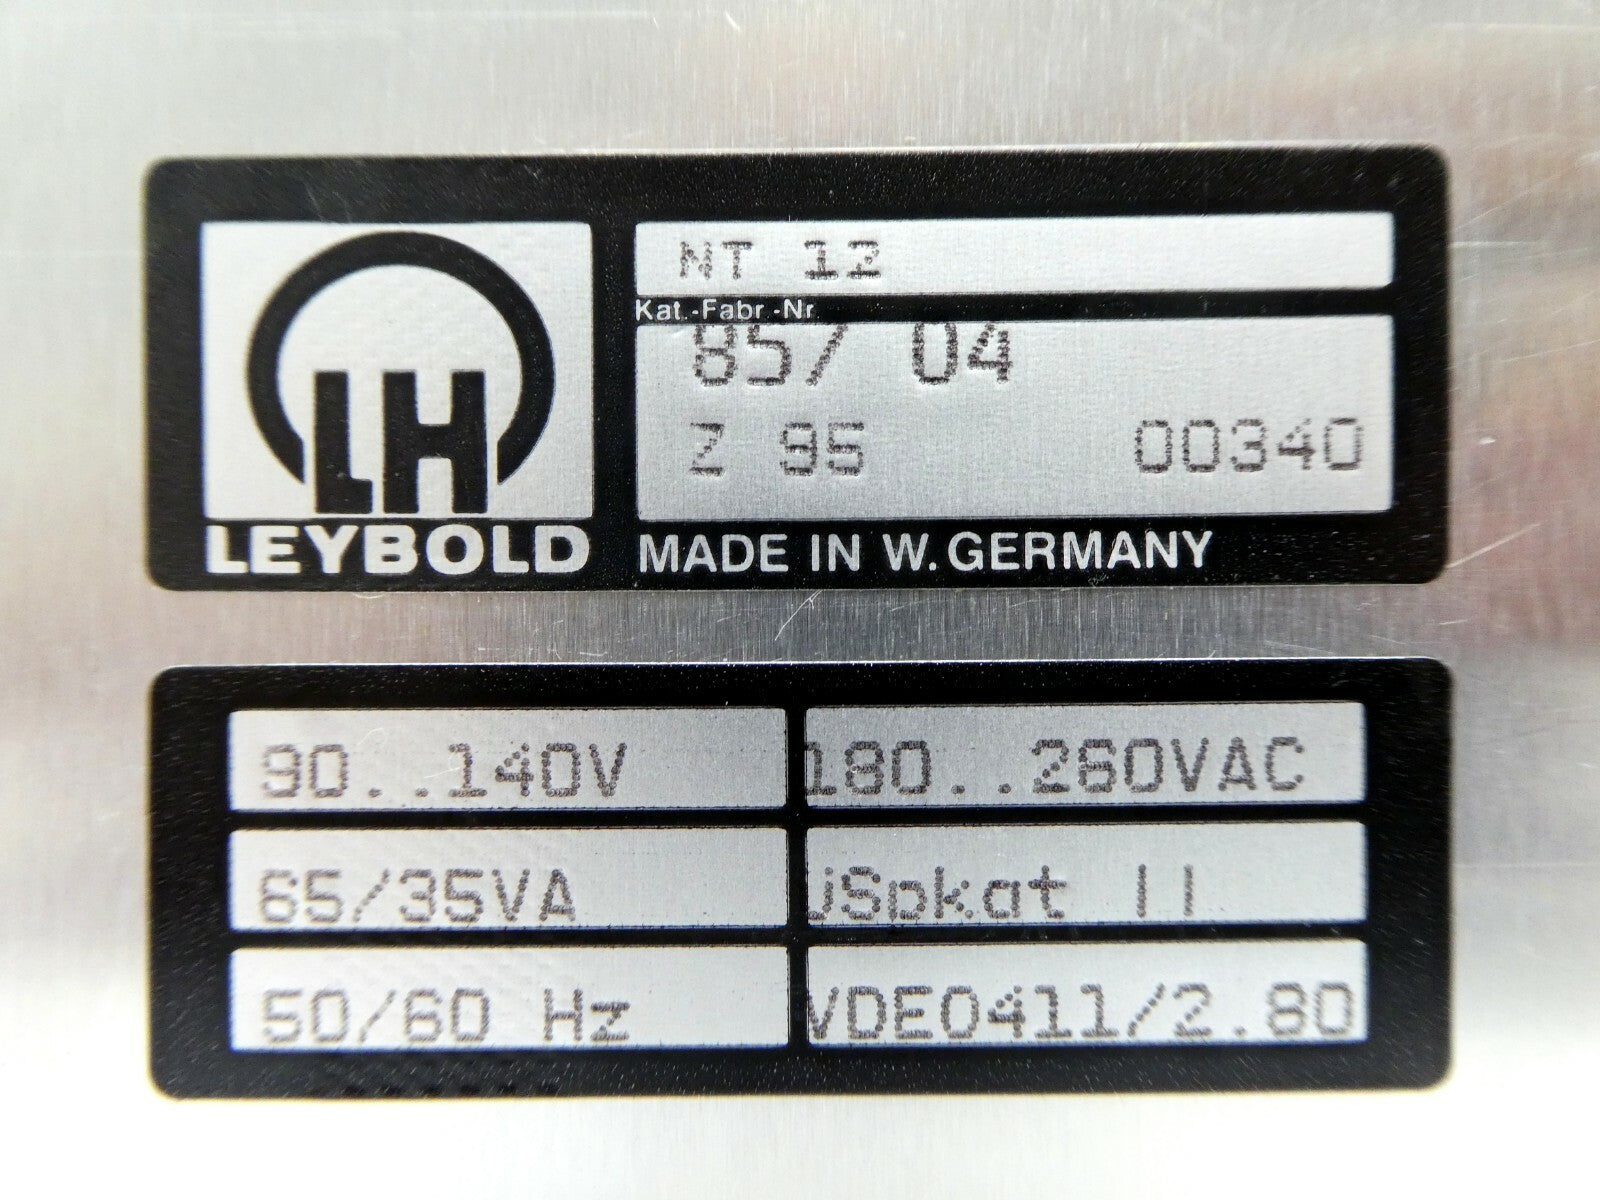 NT 12
Kat.-Fabr.-Nr.
857 04
Z 95 00340
LH
LEYBOLD
MADE IN W. GERMANY
90..140V 180..260VAC
65/35VA JSpkat II
50/60 Hz VDE0411/2.80